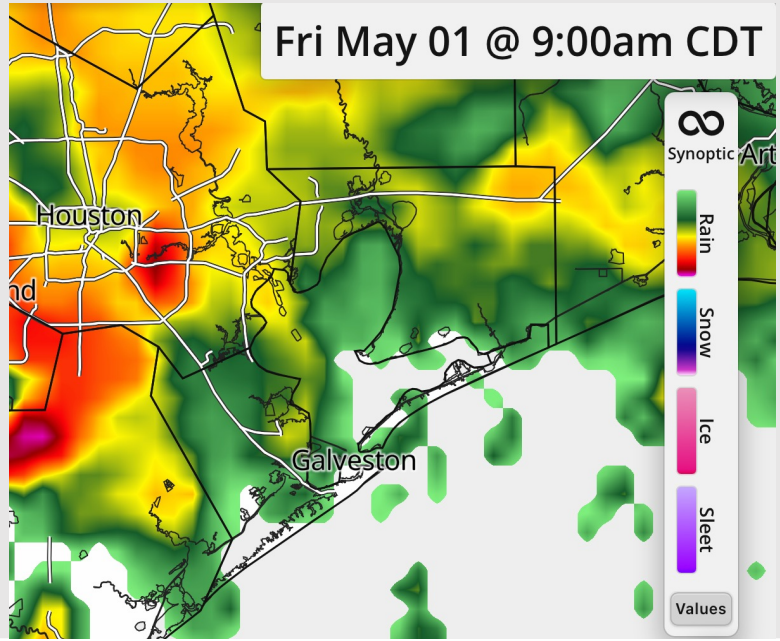 Fri May 01 @ 9:00am CDT
Synoptic
Art
Rain
Houston
nd
Snow
Ice
Galveston
Sleet
Values